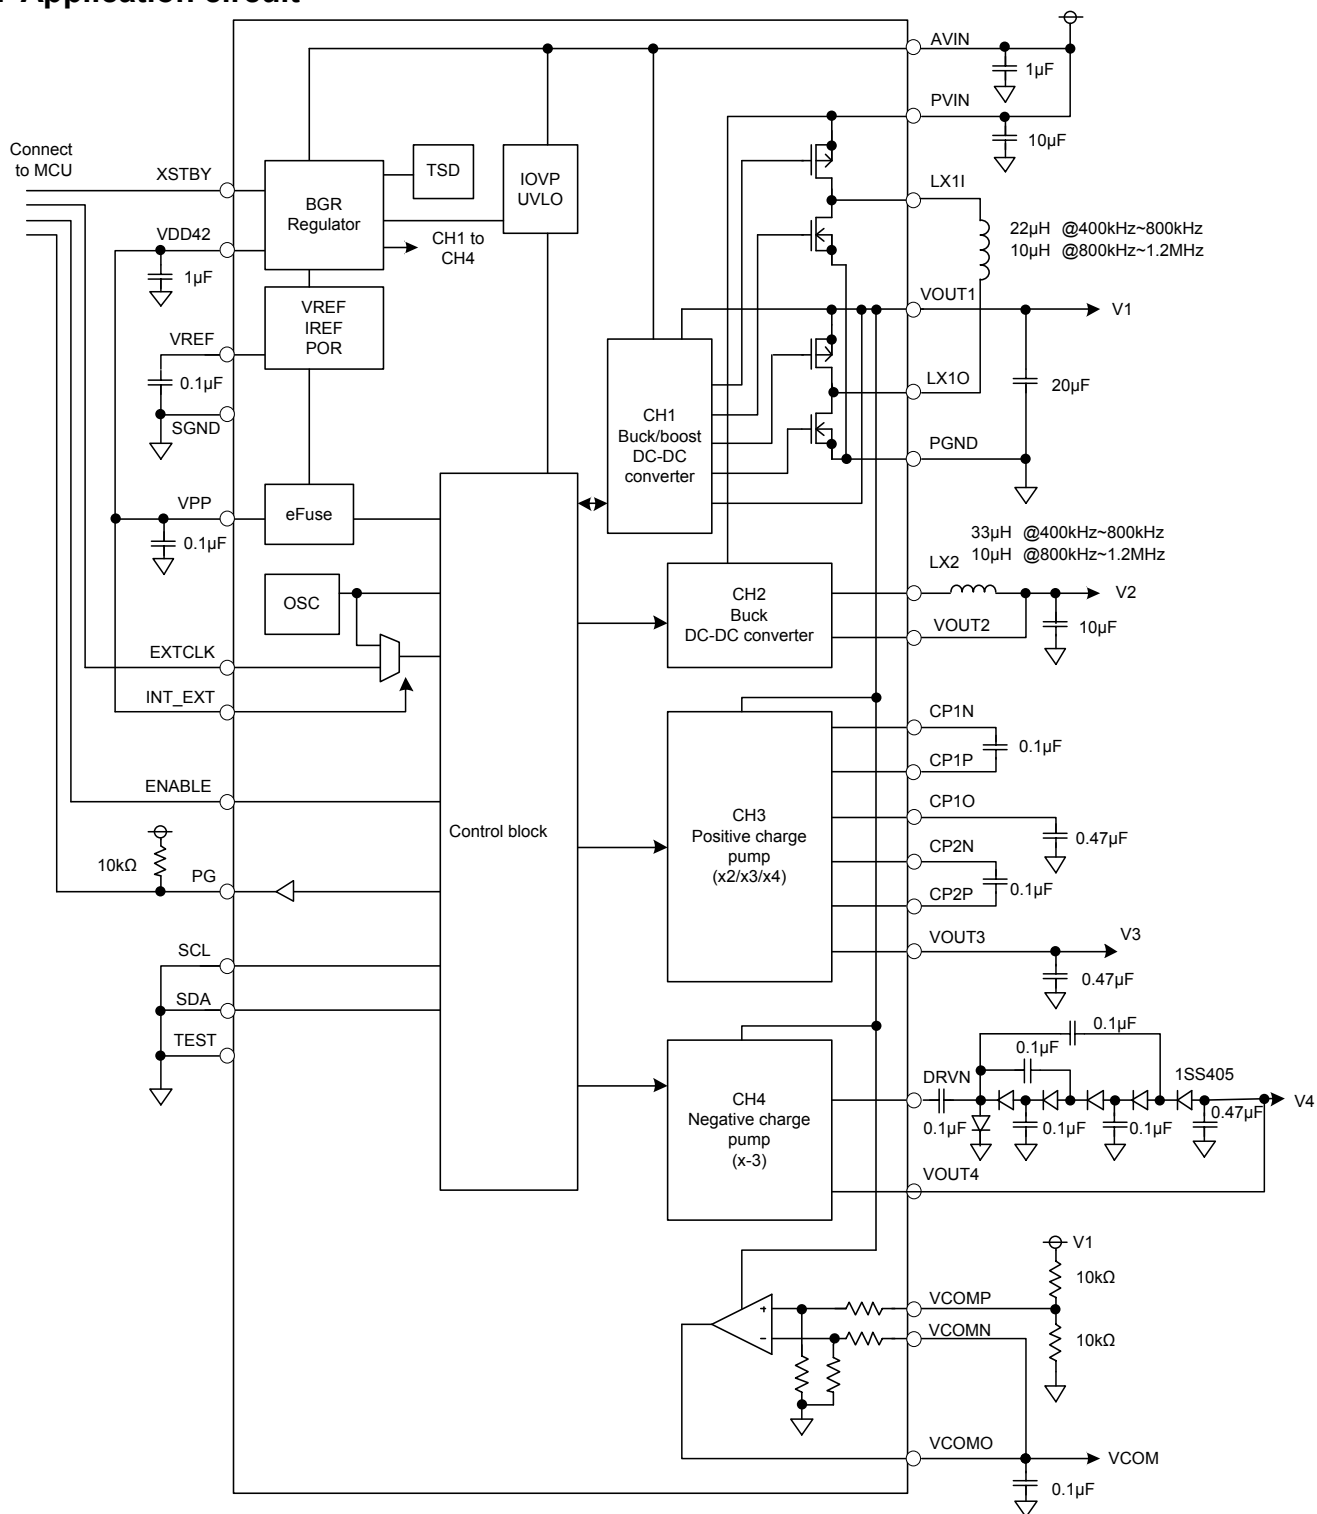 Application circuit
AVIN
1µF
PVIN
10µF
Connect
to MCU
XSTBY
BGR
Regulator
TSD
IOVP
UVLO
CH1 to
CH4
LX1I
22µH @400kHz~800kHz
10µH @800kHz~1.2MHz
VDD42
1µF
VREF
IREF
POR
VREF
0.1µF
SGND
VOUT1
V1
LX1O
20µF
CH1
Buck/boost
DC-DC
converter
PGND
VPP
eFuse
0.1µF
33µH @400kHz~800kHz
10µH @800kHz~1.2MHz
LX2
V2
CH2
Buck
DC-DC converter
VOUT2
10µF
OSC
EXTCLK
INT_EXT
ENABLE
Control block
CP1N
0.1µF
CP1P
CP1O
0.47µF
CH3
Positive charge
pump
(x2/x3/x4)
CP2N
0.1µF
CP2P
10kΩ
PG
VOUT3
V3
0.47µF
SCL
SDA
TEST
0.1µF
0.1µF
DRVN
1SS405
V4
CH4
Negative charge
pump
(x-3)
0.1µF
0.1µF
0.1µF
0.47µF
VOUT4
V1
10kΩ
VCOMP
+
VCOMN
−
10kΩ
VCOMO
VCOM
0.1µF